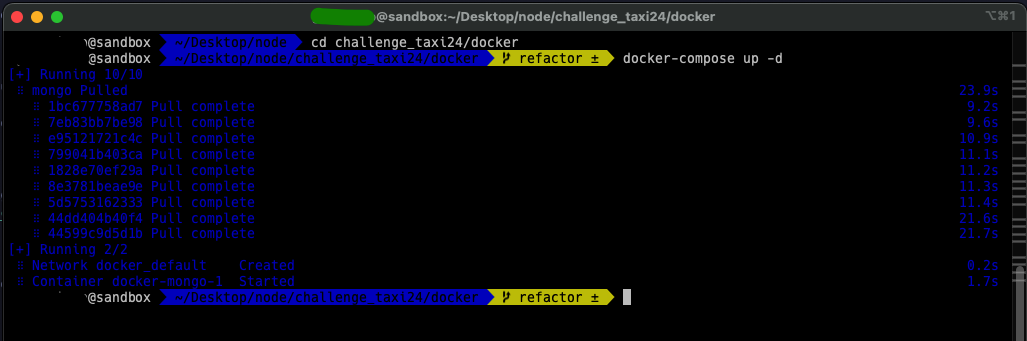 @sandbox:~/Desktop/node/challenge_taxi24/docker
⌥⌘1
@sandbox ~/Desktop/node cd challenge_taxi24/docker
@sandbox ~/Desktop/node/challenge_taxi24/docker refactor ± docker-compose up -d
[+] Running 10/10
⠿ mongo Pulled 23.9s
⠿ 1bc677758ad7 Pull complete 9.2s
⠿ 7eb83bb7be98 Pull complete 9.6s
⠿ e95121721c4c Pull complete 10.9s
⠿ 799041b403ca Pull complete 11.1s
⠿ 1828e70ef29a Pull complete 11.2s
⠿ 8e3781beae9e Pull complete 11.3s
⠿ 5d5753162333 Pull complete 11.4s
⠿ 44dd404b40f4 Pull complete 21.6s
⠿ 44599c9d5d1b Pull complete 21.7s
[+] Running 2/2
⠿ Network docker_default Created 0.2s
⠿ Container docker-mongo-1 Started 1.7s
@sandbox ~/Desktop/node/challenge_taxi24/docker refactor ±